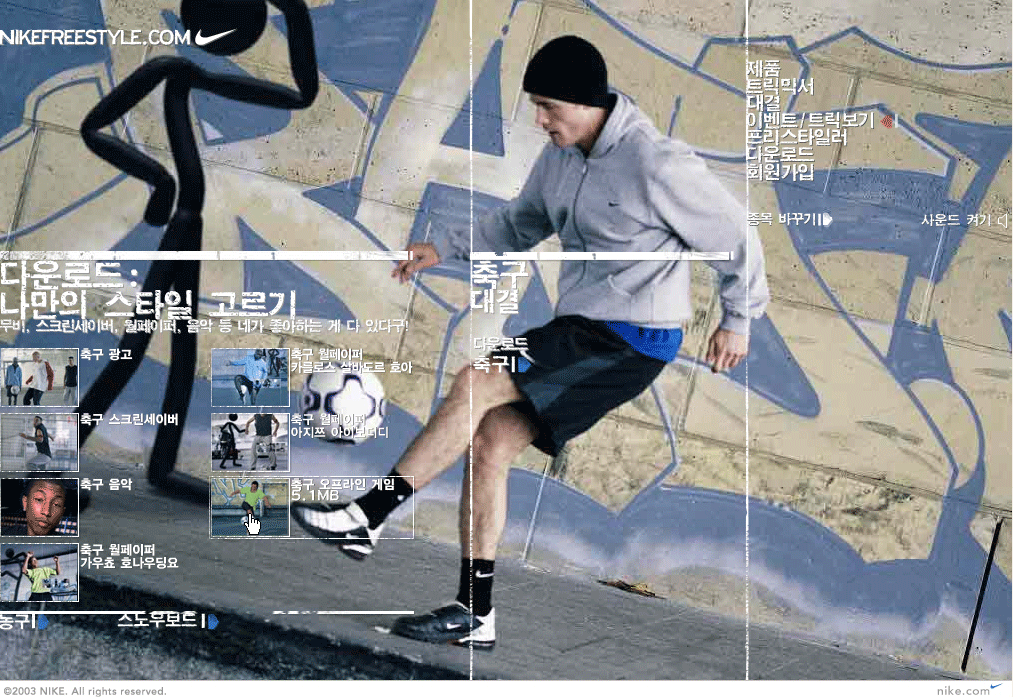 NIKEFREESTYLE.COM
제품
트릭믹서
대결
이벤트/트릭보기
프리스타일러
다운로드
회원가입
종목 바꾸기
사운드 켜기
다운로드:
나만의 스타일 고르기
무비, 스크린세이버, 월페이퍼, 음악 등 네가 좋아하는 게 다 있다구!
축구 광고
축구 스크린세이버
축구 음악
축구 월페이퍼
가우쵸 호나우딩요
축구 월페이퍼
카를로스 살바도르 호아
축구 월페이퍼
아지쯔
축구 오프라인 게임
5.1MB
축구
대결
다운로드
축구
농구
스노우보드
©2003 NIKE. All rights reserved.
nike.com